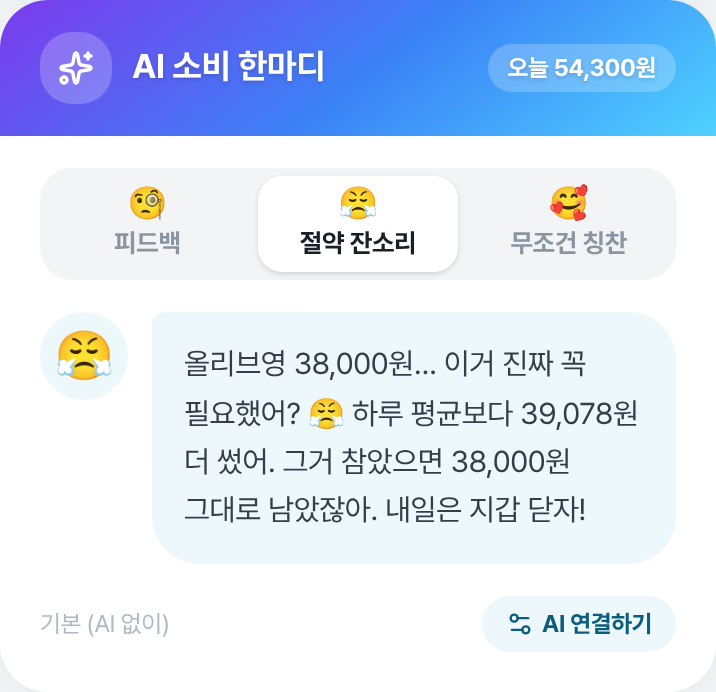 AI 소비 한마디
오늘 54,300원
🧐
피드백
😤
절약 잔소리
🥰
무조건 칭찬
😤
올리브영 38,000원... 이거 진짜 꼭
필요했어? 😤 하루 평균보다 39,078원
더 썼어. 그거 참았으면 38,000원
그대로 남았잖아. 내일은 지갑 닫자!
기본 (AI 없이)
AI 연결하기